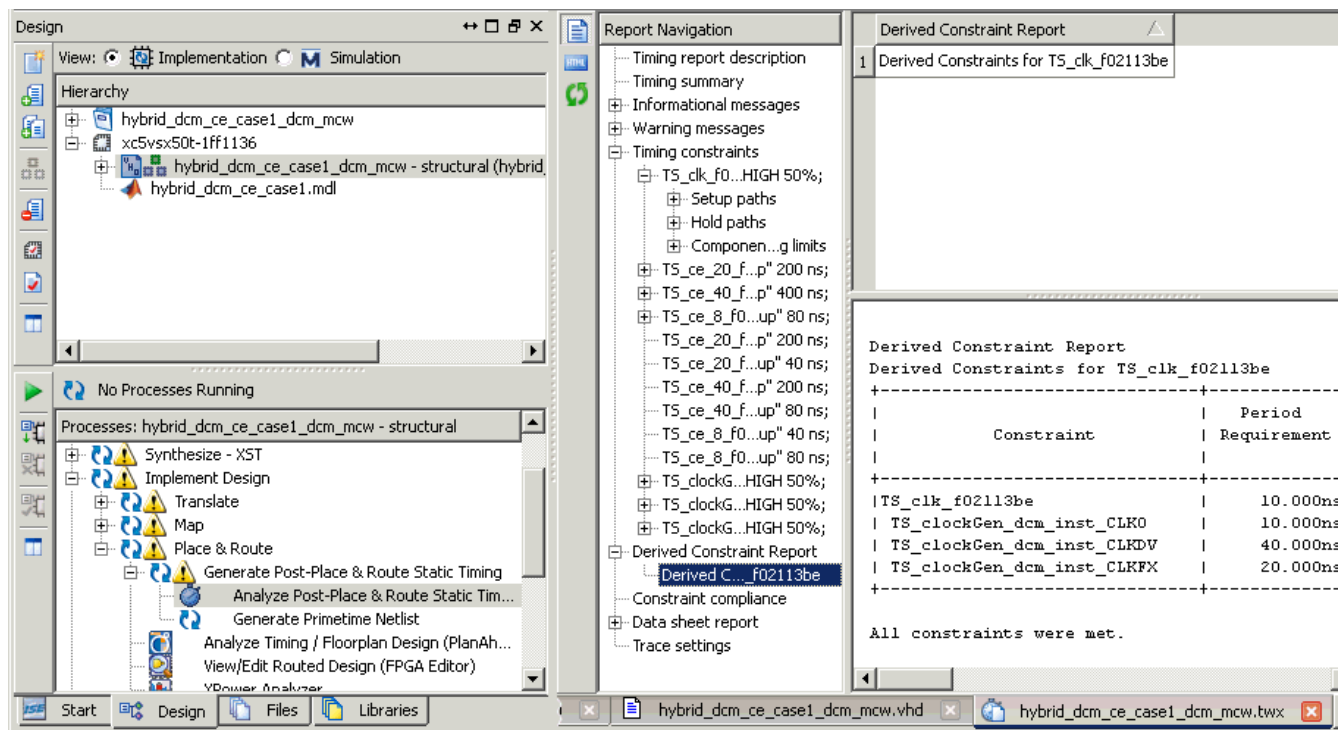 Design
View: Implementation Simulation
Hierarchy
hybrid_dcm_ce_case1_dcm_mcw
xc5vsx50t-1ff1136
hybrid_dcm_ce_case1_dcm_mcw - structural (hybrid_
hybrid_dcm_ce_case1.mdl
No Processes Running
Processes: hybrid_dcm_ce_case1_dcm_mcw - structural
Synthesize - XST
Implement Design
Translate
Map
Place & Route
Generate Post-Place & Route Static Timing
Analyze Post-Place & Route Static Tim...
Generate Primetime Netlist
Analyze Timing / Floorplan Design (PlanAh...
View/Edit Routed Design (FPGA Editor)
XPower Analyzer
ISE Start Design Files Libraries
HTML
Report Navigation
Timing report description
Timing summary
Informational messages
Warning messages
Timing constraints
TS_clk_f0...HIGH 50%;
Setup paths
Hold paths
Componen...g limits
TS_ce_20_f...p" 200 ns;
TS_ce_40_f...p" 400 ns;
TS_ce_8_f0...up" 80 ns;
TS_ce_20_f...p" 200 ns;
TS_ce_20_f...up" 40 ns;
TS_ce_40_f...p" 200 ns;
TS_ce_40_f...up" 80 ns;
TS_ce_8_f0...up" 40 ns;
TS_ce_8_f0...up" 80 ns;
TS_clockG...HIGH 50%;
TS_clockG...HIGH 50%;
TS_clockG...HIGH 50%;
Derived Constraint Report
Derived C..._f02113be
Constraint compliance
Data sheet report
Trace settings
Derived Constraint Report
1 Derived Constraints for TS_clk_f02113be
Derived Constraint Report
Derived Constraints for TS_clk_f02113be
+----------------------------------+-------------
| | Period
| Constraint | Requirement
| |
+----------------------------------+-------------
|TS_clk_f02113be | 10.000ns
| TS_clockGen_dcm_inst_CLK0 | 10.000ns
| TS_clockGen_dcm_inst_CLKDV | 40.000ns
| TS_clockGen_dcm_inst_CLKFX | 20.000ns
+----------------------------------+-------------
All constraints were met.
hybrid_dcm_ce_case1_dcm_mcw.vhd hybrid_dcm_ce_case1_dcm_mcw.twx